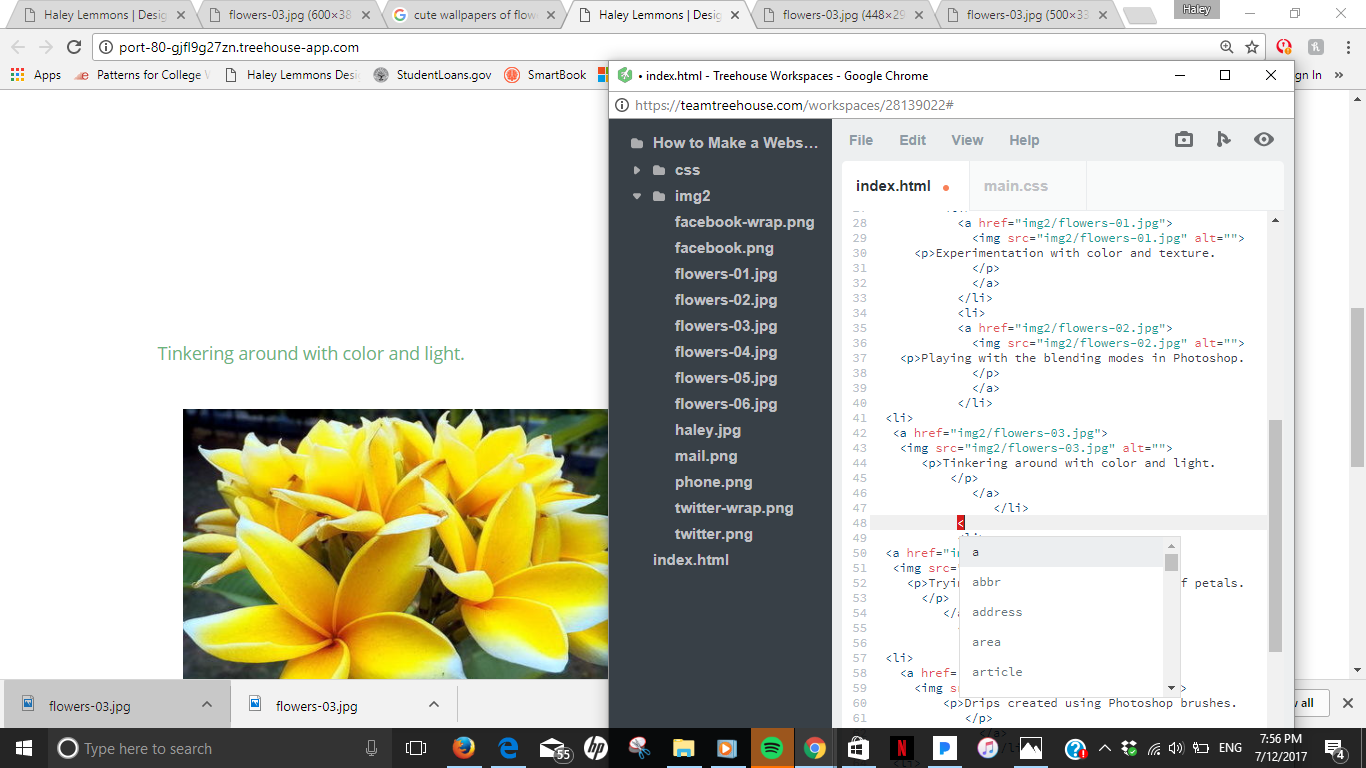 Haley Lemmons | Desig
flowers-03.jpg (600×38
cute wallpapers of flow
Haley Lemmons | Desig
flowers-03.jpg (448×29
flowers-03.jpg (500×33
Haley
port-80-gjfl9g27zn.treehouse-app.com
Apps
Patterns for College
Haley Lemmons Desi
StudentLoans.gov
SmartBook
gn In
»
• index.html - Treehouse Workspaces - Google Chrome
https://teamtreehouse.com/workspaces/28139022#
How to Make a Webs...
css
img2
facebook-wrap.png
facebook.png
flowers-01.jpg
flowers-02.jpg
flowers-03.jpg
flowers-04.jpg
flowers-05.jpg
flowers-06.jpg
haley.jpg
mail.png
phone.png
twitter-wrap.png
twitter.png
index.html
File Edit View Help
index.html
main.css
28 <a href="img2/flowers-01.jpg">
29 <img src="img2/flowers-01.jpg" alt="">
30 <p>Experimentation with color and texture.
31 </p>
32 </a>
33 </li>
34 <li>
35 <a href="img2/flowers-02.jpg">
36 <img src="img2/flowers-02.jpg" alt="">
37 <p>Playing with the blending modes in Photoshop.
38 </p>
39 </a>
40 </li>
41 <li>
42 <a href="img2/flowers-03.jpg">
43 <img src="img2/flowers-03.jpg" alt="">
44 <p>Tinkering around with color and light.
45 </p>
46 </a>
47 </li>
48 <
49
50 <a href="im
51 <img src="
52 <p>Tryin f petals.
53 </p>
54 </a
55
56
57 <li>
58 <a href=
59 <img s >
60 <p>Drips created using Photoshop brushes.
61 </p>
a
abbr
address
area
article
Tinkering around with color and light.
flowers-03.jpg
flowers-03.jpg
w all
Type here to search
55
hp
N
P
ENG
7:56 PM
7/12/2017
4